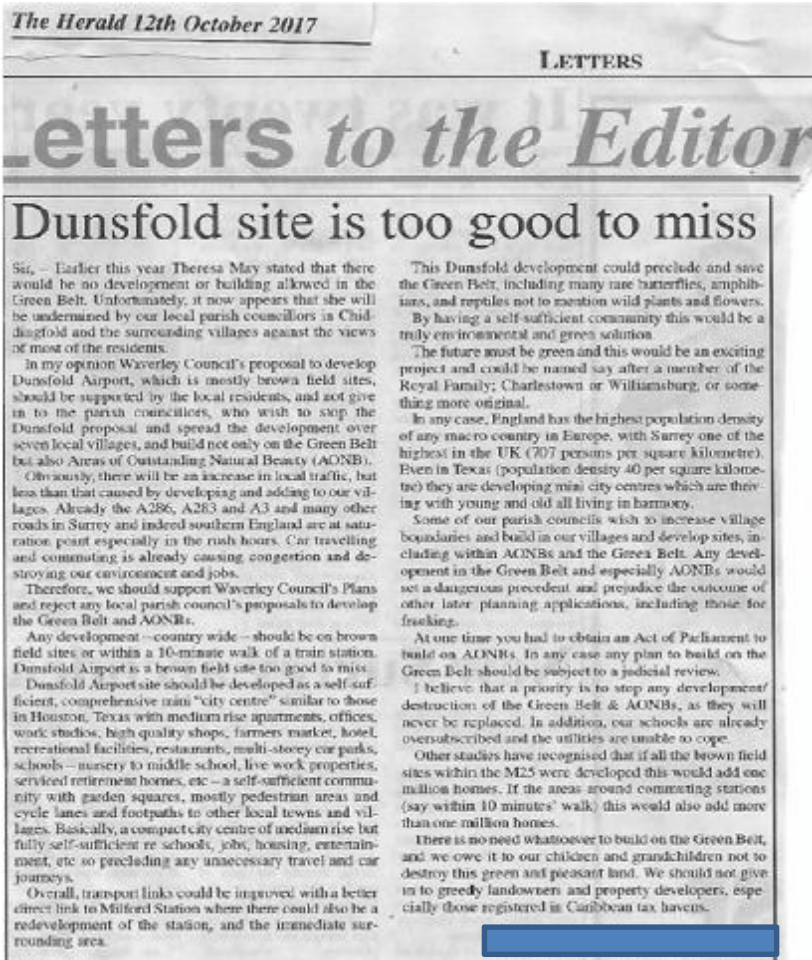 The Herald 12th October 2017
LETTERS
Letters to the Editor
Dunsfold site is too good to miss
Sir, – Earlier this year Theresa May stated that there
would be no development or building allowed in the
Green Belt. Unfortunately, it now appears that she will
be undermined by our local parish councillors in Chid-
dingfold and the surrounding villages against the views
of most of the residents.
In my opinion Waverley Council's proposal to develop
Dunsfold Airport, which is mostly brown field sites,
should be supported by the local residents, and not give
in to the parish councillors, who wish to stop the
Dunsfold proposal and spread the development over
seven local villages, and build not only on the Green Belt
but also Areas of Outstanding Natural Beauty (AONB).
Obviously, there will be an increase in local traffic, but
less than that caused by developing and adding to our vil-
lages. Already the A286, A283 and A3 and many other
roads in Surrey and indeed southern England are at satu-
ration point especially in the rush hours. Car travelling
and commuting is already causing congestion and de-
stroying our environment and jobs.
Therefore, we should support Waverley Council's Plans
and reject any local parish council's proposals to develop
the Green Belt and AONBs.
Any development – country wide – should be on brown
field sites or within a 10-minute walk of a train station.
Dunsfold Airport is a brown field site too good to miss.
Dunsfold Airport site should be developed as a self-suf-
ficient, comprehensive mini "city centre" similar to those
in Houston, Texas with medium rise apartments, offices,
work studios, high quality shops, farmers market, hotel,
recreational facilities, restaurants, multi-storey car parks,
schools – nursery to middle school, live work properties,
serviced retirement homes, etc – a self-sufficient commu-
nity with garden squares, mostly pedestrian areas and
cycle lanes and footpaths to other local towns and vil-
lages. Basically, a compact city centre of medium rise but
fully self-sufficient re schools, jobs, housing, entertain-
ment, etc so precluding any unnecessary travel and car
journeys.
Overall, transport links could be improved with a better
direct link to Milford Station where there could also be a
redevelopment of the station, and the immediate sur-
rounding area.
This Dunsfold development could preclude and save
the Green Belt, including many rare butterflies, amphib-
ians, and reptiles not to mention wild plants and flowers.
By having a self-sufficient community this would be a
truly environmental and green solution.
The future must be green and this would be an exciting
project and could be named say after a member of the
Royal Family; Charlestown or Williamsburg, or some-
thing more original.
In any case, England has the highest population density
of any macro country in Europe, with Surrey one of the
highest in the UK (707 persons per square kilometre).
Even in Texas (population density 40 per square kilome-
tre) they are developing mini city centres which are thriv-
ing with young and old all living in harmony.
Some of our parish councils wish to increase village
boundaries and build in our villages and develop sites, in-
cluding within AONBs and the Green Belt. Any devel-
opment in the Green Belt and especially AONBs would
set a dangerous precedent and prejudice the outcome of
other later planning applications, including those for
fracking.
At one time you had to obtain an Act of Parliament to
build on AONBs. In any case any plan to build on the
Green Belt should be subject to a judicial review.
I believe that a priority is to stop any development/
destruction of the Green Belt & AONBs, as they will
never be replaced. In addition, our schools are already
oversubscribed and the utilities are unable to cope.
Other studies have recognised that if all the brown field
sites within the M25 were developed this would add one
million homes. If the areas around commuting stations
(say within 10 minutes' walk) this would also add more
than one million homes.
There is no need whatsoever to build on the Green Belt,
and we owe it to our children and grandchildren not to
destroy this green and pleasant land. We should not give
in to greedy landowners and property developers, espe-
cially those registered in Caribbean tax havens.